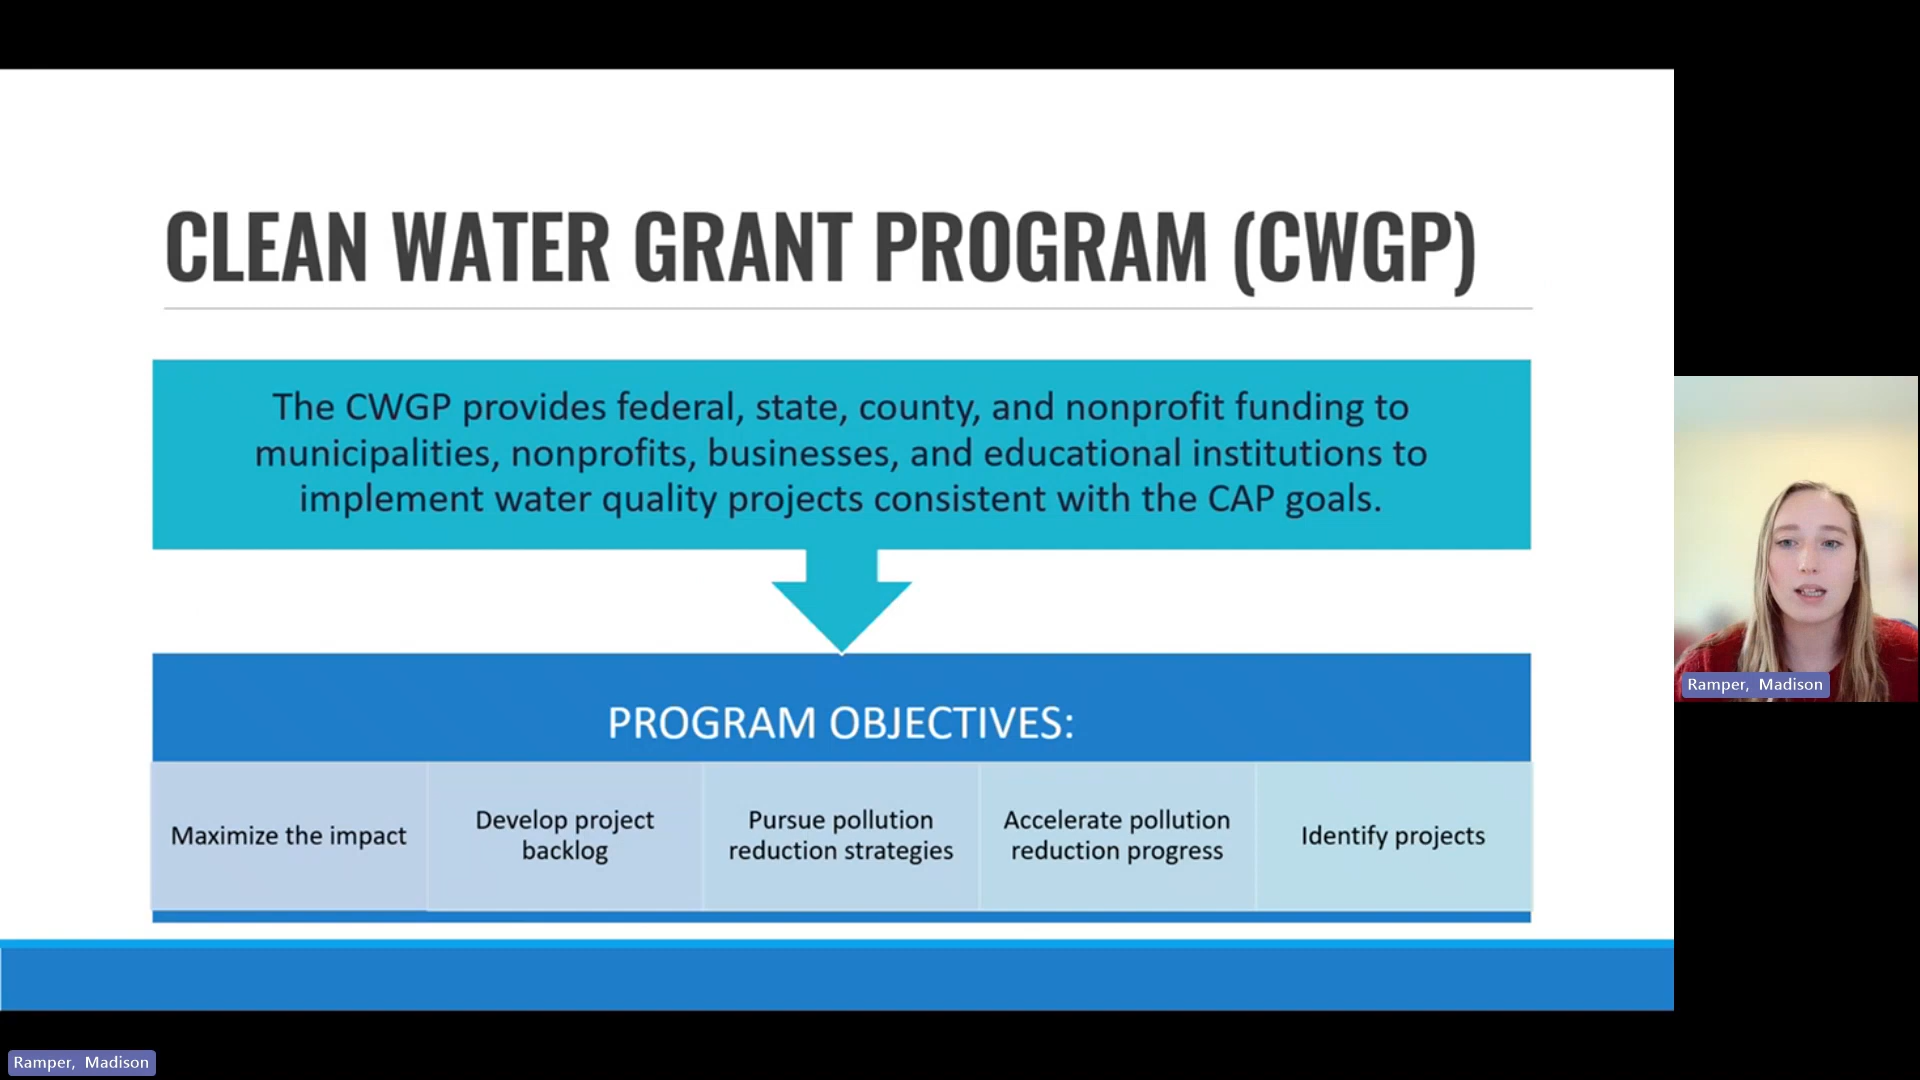 CLEAN WATER GRANT PROGRAM (CWGP)
The CWGP provides federal, state, county, and nonprofit funding to
municipalities, nonprofits, businesses, and educational institutions to
implement water quality projects consistent with the CAP goals.
PROGRAM OBJECTIVES:
Maximize the impact
Develop project
backlog
Pursue pollution
reduction strategies
Accelerate pollution
reduction progress
Identify projects
Ramper, Madison
Ramper, Madison